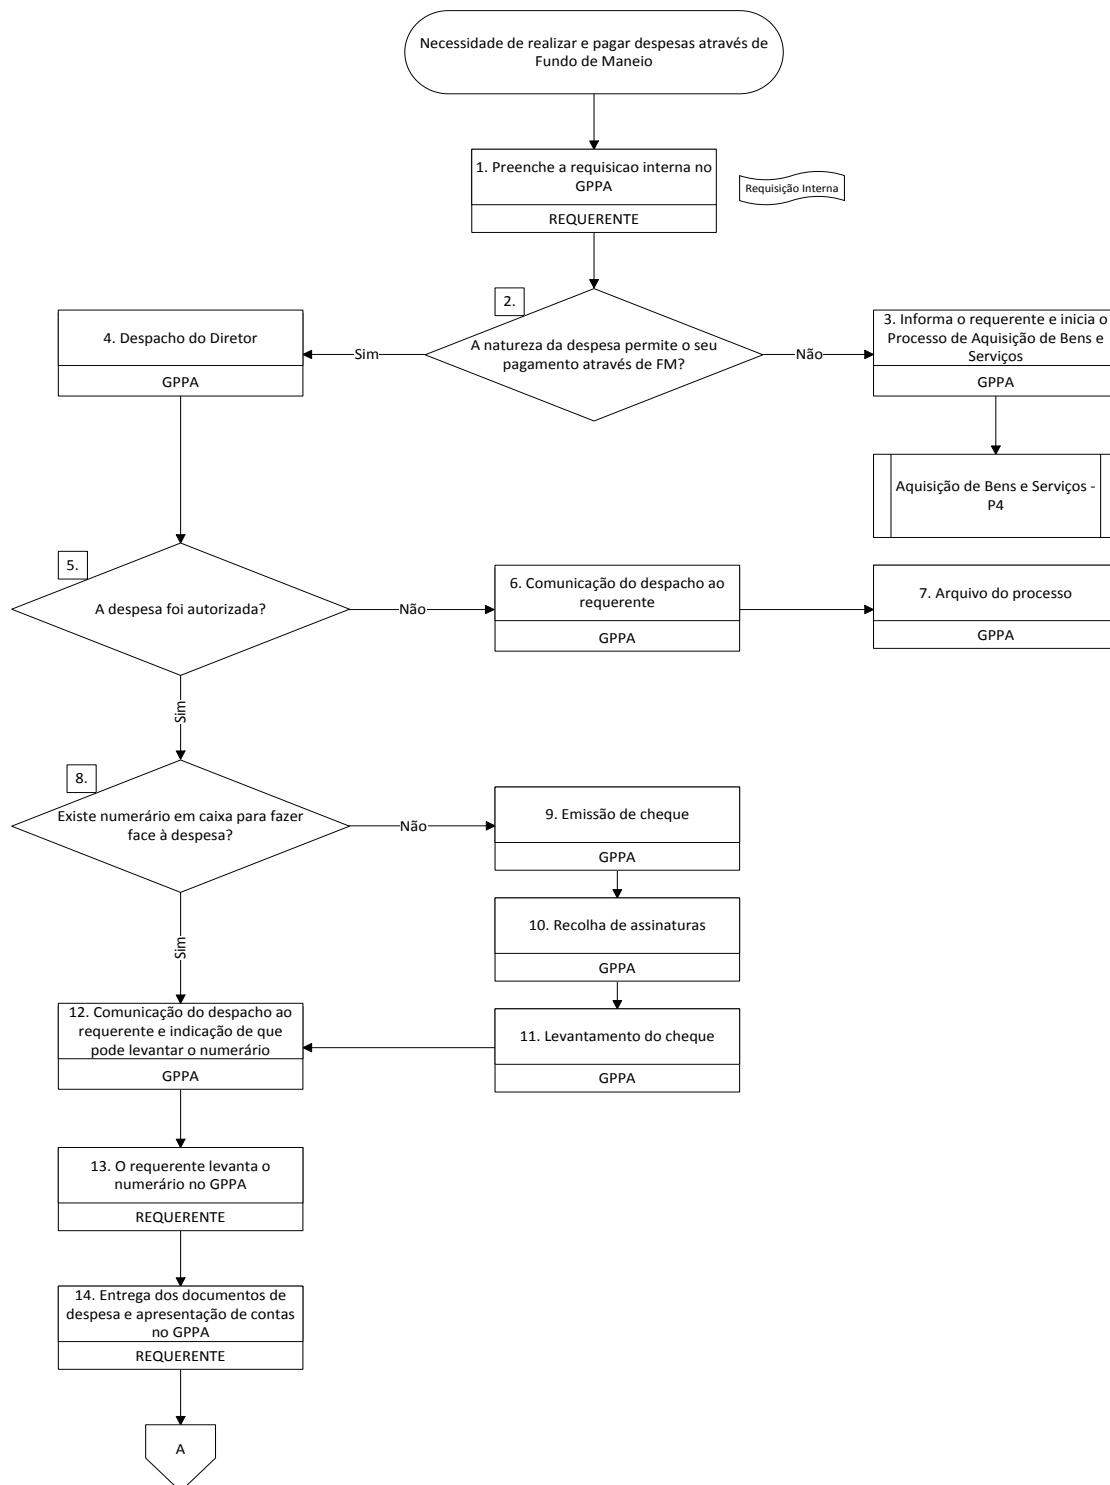 Necessidade de realizar e pagar despesas através de
Fundo de Maneio
1. Preenche a requisicao interna no
GPPA
REQUERENTE
Requisição Interna
2.
A natureza da despesa permite o seu
pagamento através de FM?
Sim
Não
4. Despacho do Diretor
GPPA
3. Informa o requerente e inicia o
Processo de Aquisição de Bens e
Serviços
GPPA
Aquisição de Bens e Serviços -
P4
5.
A despesa foi autorizada?
Não
6. Comunicação do despacho ao
requerente
GPPA
7. Arquivo do processo
GPPA
Sim
8.
Existe numerário em caixa para fazer
face à despesa?
Não
9. Emissão de cheque
GPPA
10. Recolha de assinaturas
GPPA
11. Levantamento do cheque
GPPA
Sim
12. Comunicação do despacho ao
requerente e indicação de que
pode levantar o numerário
GPPA
13. O requerente levanta o
numerário no GPPA
REQUERENTE
14. Entrega dos documentos de
despesa e apresentação de contas
no GPPA
REQUERENTE
A